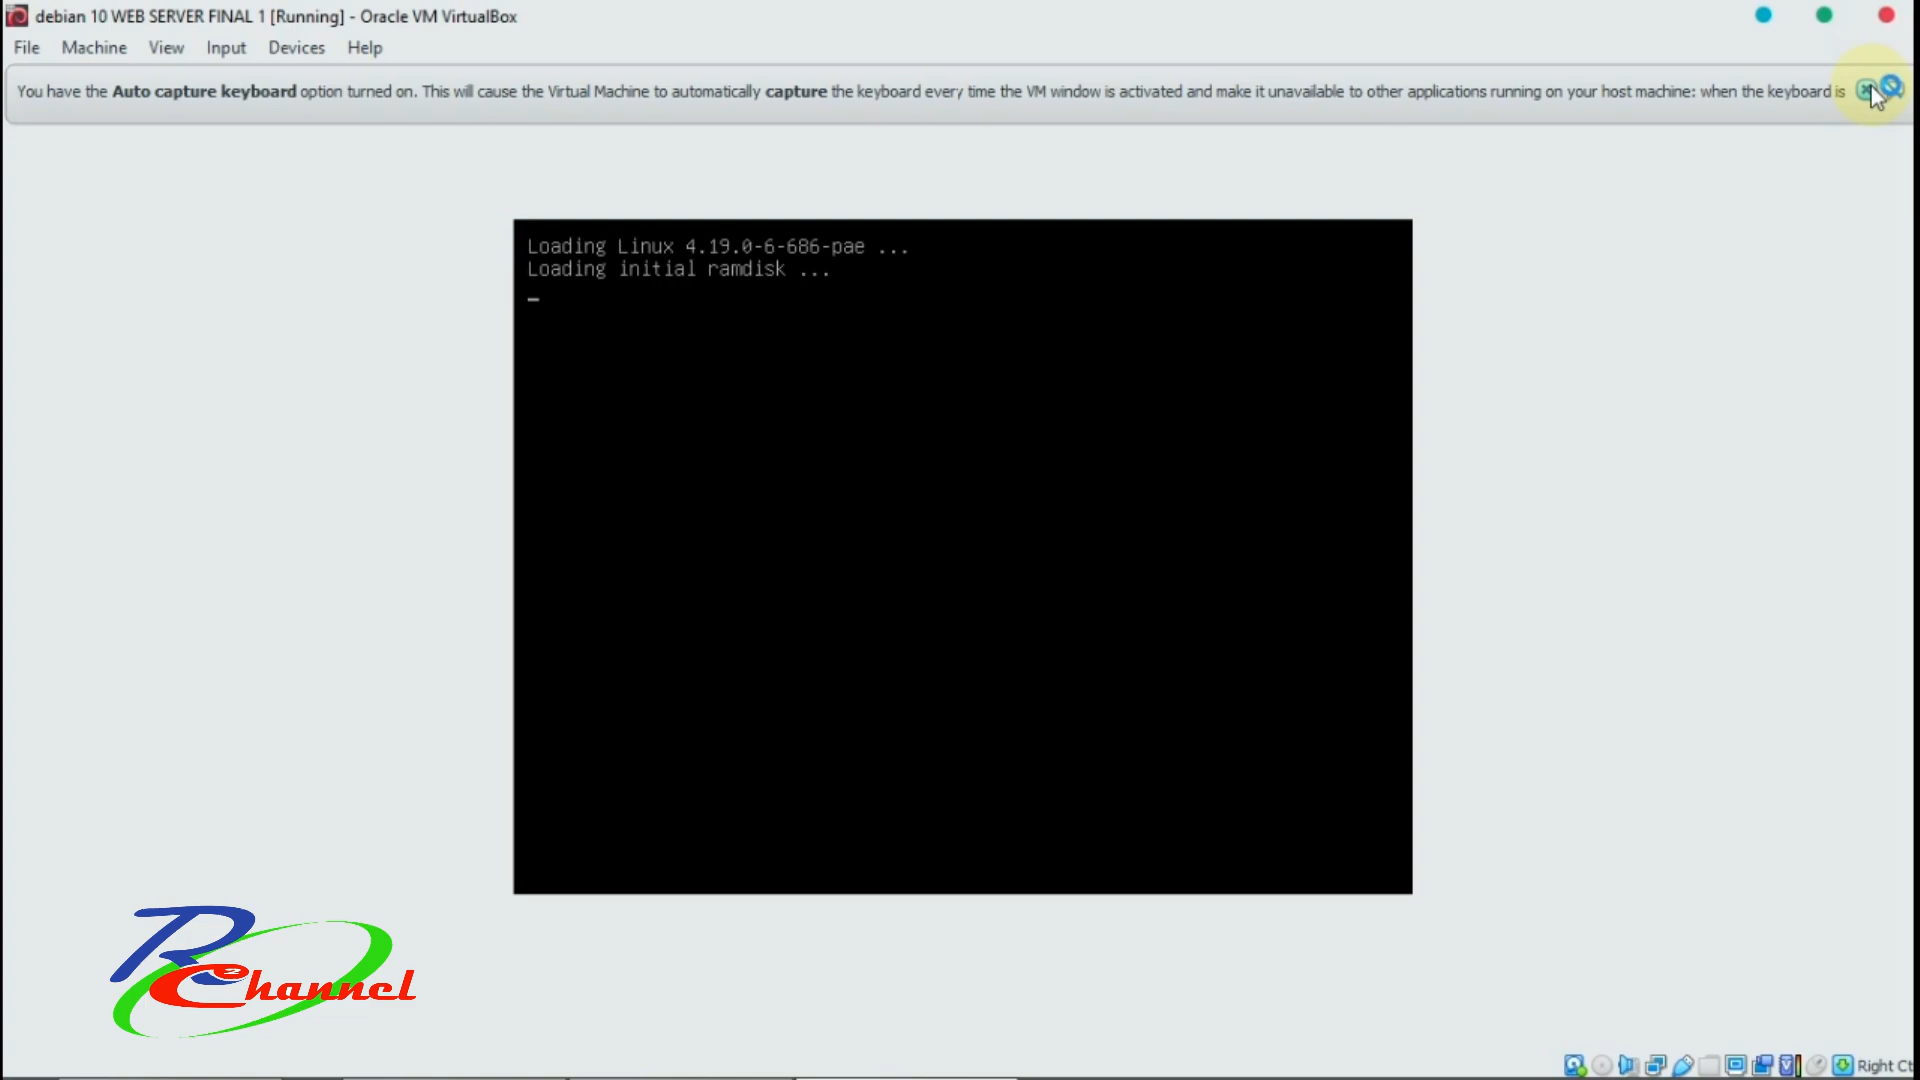 debian 10 WEB SERVER FINAL 1 [Running] - Oracle VM VirtualBox
File Machine View Input Devices Help
You have the Auto capture keyboard option turned on. This will cause the Virtual Machine to automatically capture the keyboard every time the VM window is activated and make it unavailable to other applications running on your host machine: when the keyboard is
Loading Linux 4.19.0-6-686-pae ...
Loading initial ramdisk ...
R2 Channel
Right Ct